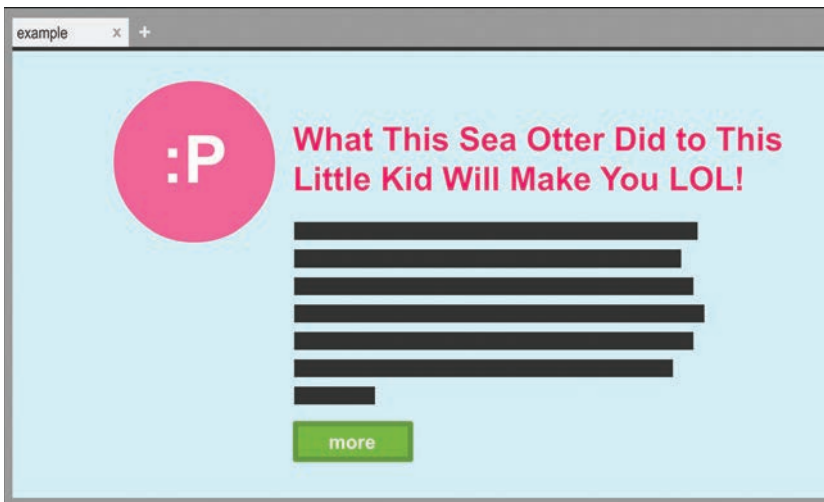 example x +
:P
What This Sea Otter Did to This
Little Kid Will Make You LOL!
more